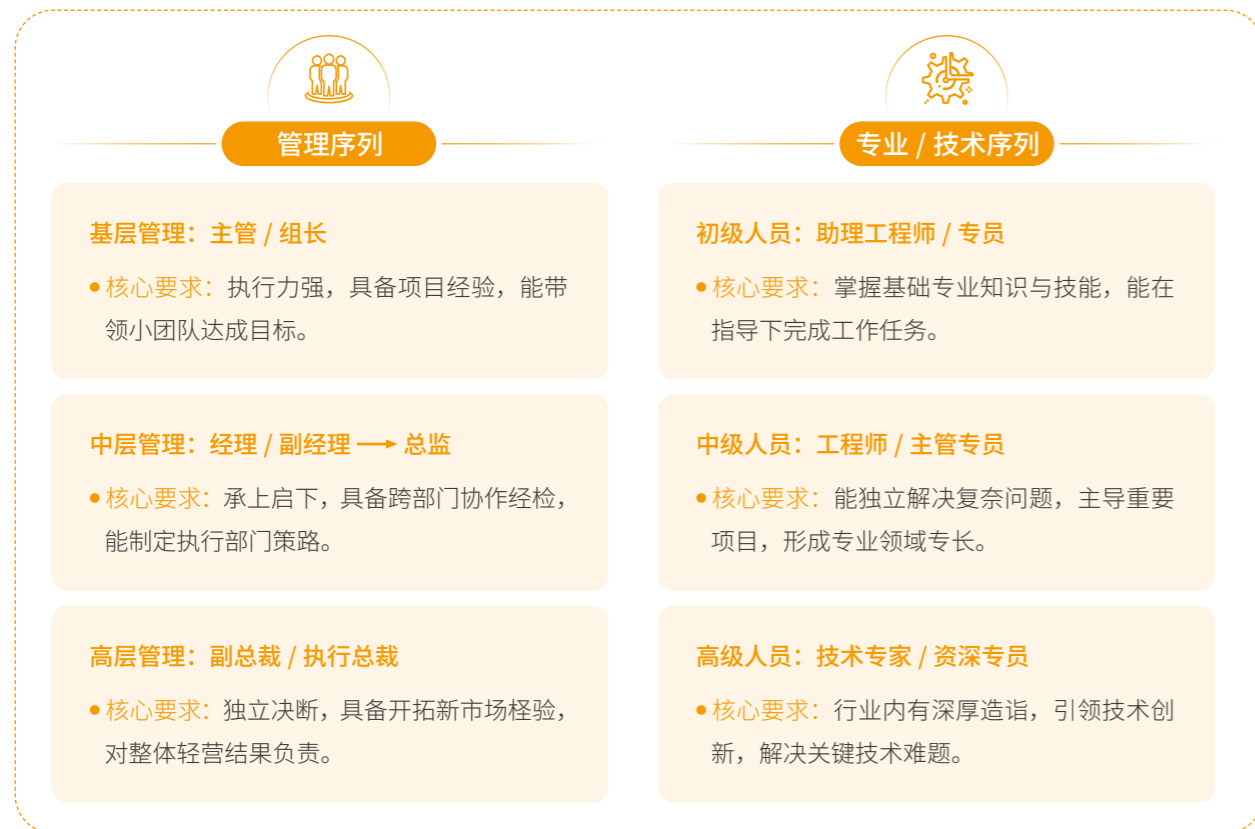 管理序列
基层管理：主管 / 组长
核心要求：执行力强，具备项目经验，能带
领小团队达成目标。
中层管理：经理 / 副经理 → 总监
核心要求：承上启下，具备跨部门协作经检，
能制定执行部门策路。
高层管理：副总裁 / 执行总裁
核心要求：独立决断，具备开拓新市场柽验，
对整体轻营结果负责。
专业 / 技术序列
初级人员：助理工程师 / 专员
核心要求：掌握基础专业知识与技能，能在
指导下完成工作任务。
中级人员：工程师 / 主管专员
核心要求：能独立解决复奈问题，主导重要
项目，形成专业领域专长。
高级人员：技术专家 / 资深专员
核心要求：行业内有深厚造诣，引领技术创
新，解决关键技术难题。